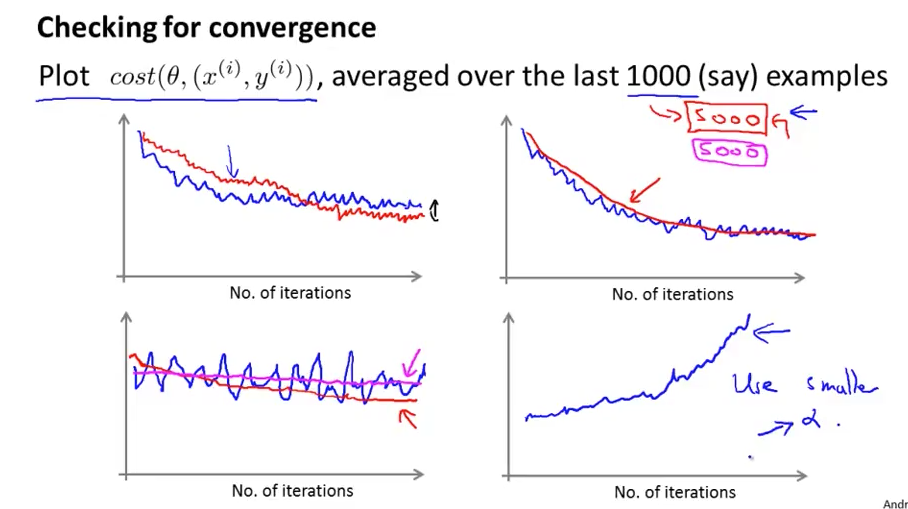 Checking for convergence
Plot cost(θ, (x^(i), y^(i))), averaged over the last 1000 (say) examples
5000
5000
No. of iterations
No. of iterations
Use smaller
α.
No. of iterations
No. of iterations
Andr